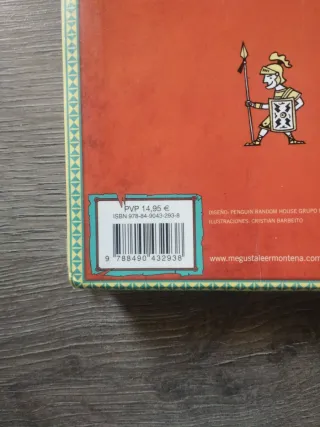 PVP 14,95 €
ISBN 978-84-9043-293-8
9 788490 432938
DISEÑO: PENGUIN RANDOM HOUSE GRUPO
ILUSTRACIONES: CRISTIAN BARBEITO
www.megustaleermontena.com